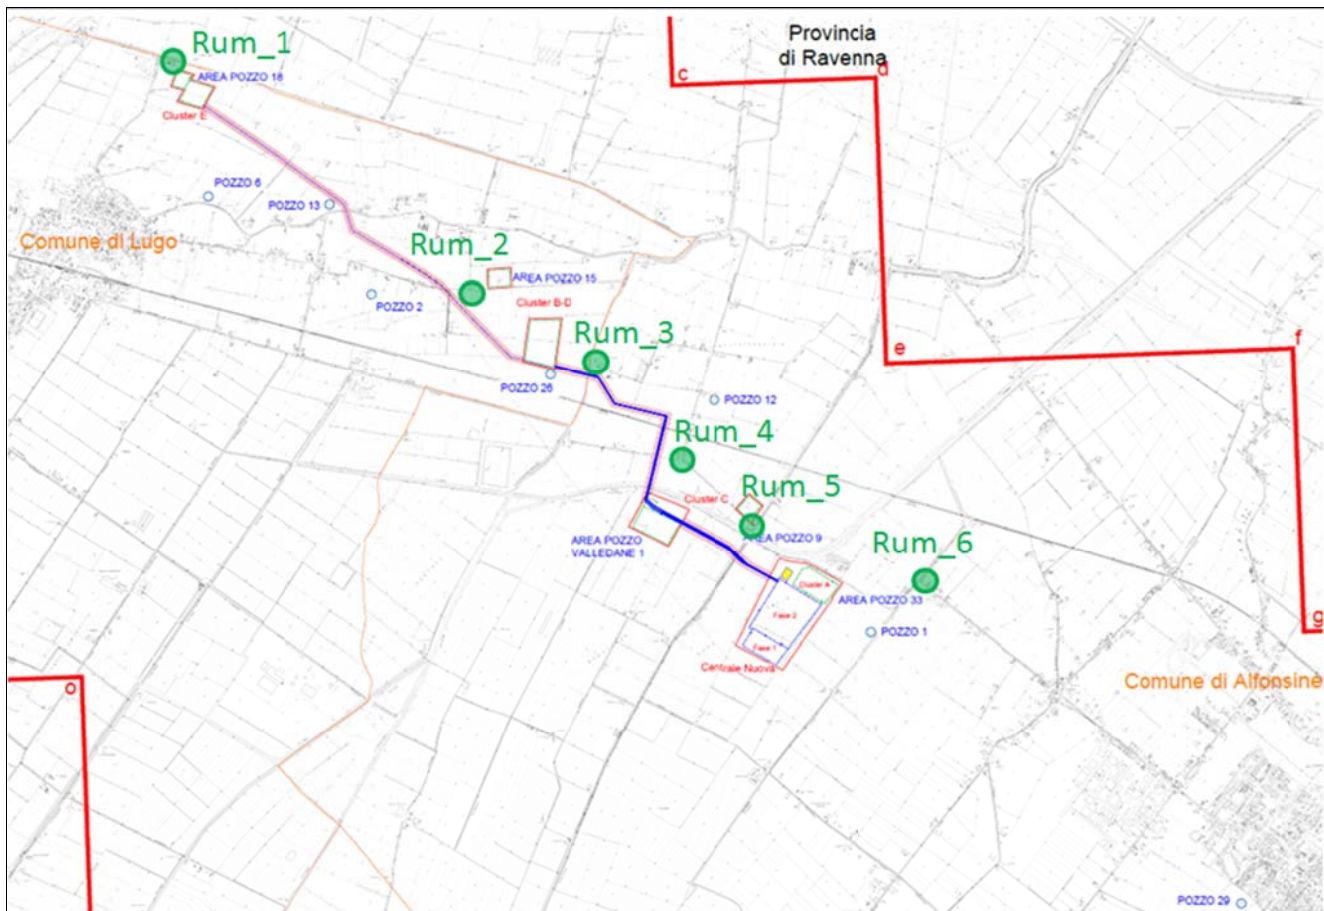 Provincia
di Ravenna
c
d
Rum_1
AREA POZZO 18
Cluster E
POZZO 6
POZZO 13
Comune di Lugo
Rum_2
AREA POZZO 15
POZZO 2
Cluster B-D
Rum_3
e
f
POZZO 26
POZZO 12
Rum_4
Cluster C
Rum_5
AREA POZZO
VALLEDANE 1
AREA POZZO 9
Rum_6
Cluster A
AREA POZZO 33
Fase 2
g
POZZO 1
Fase 1
Centrale Nuova
Comune di Alfonsine
o
POZZO 29